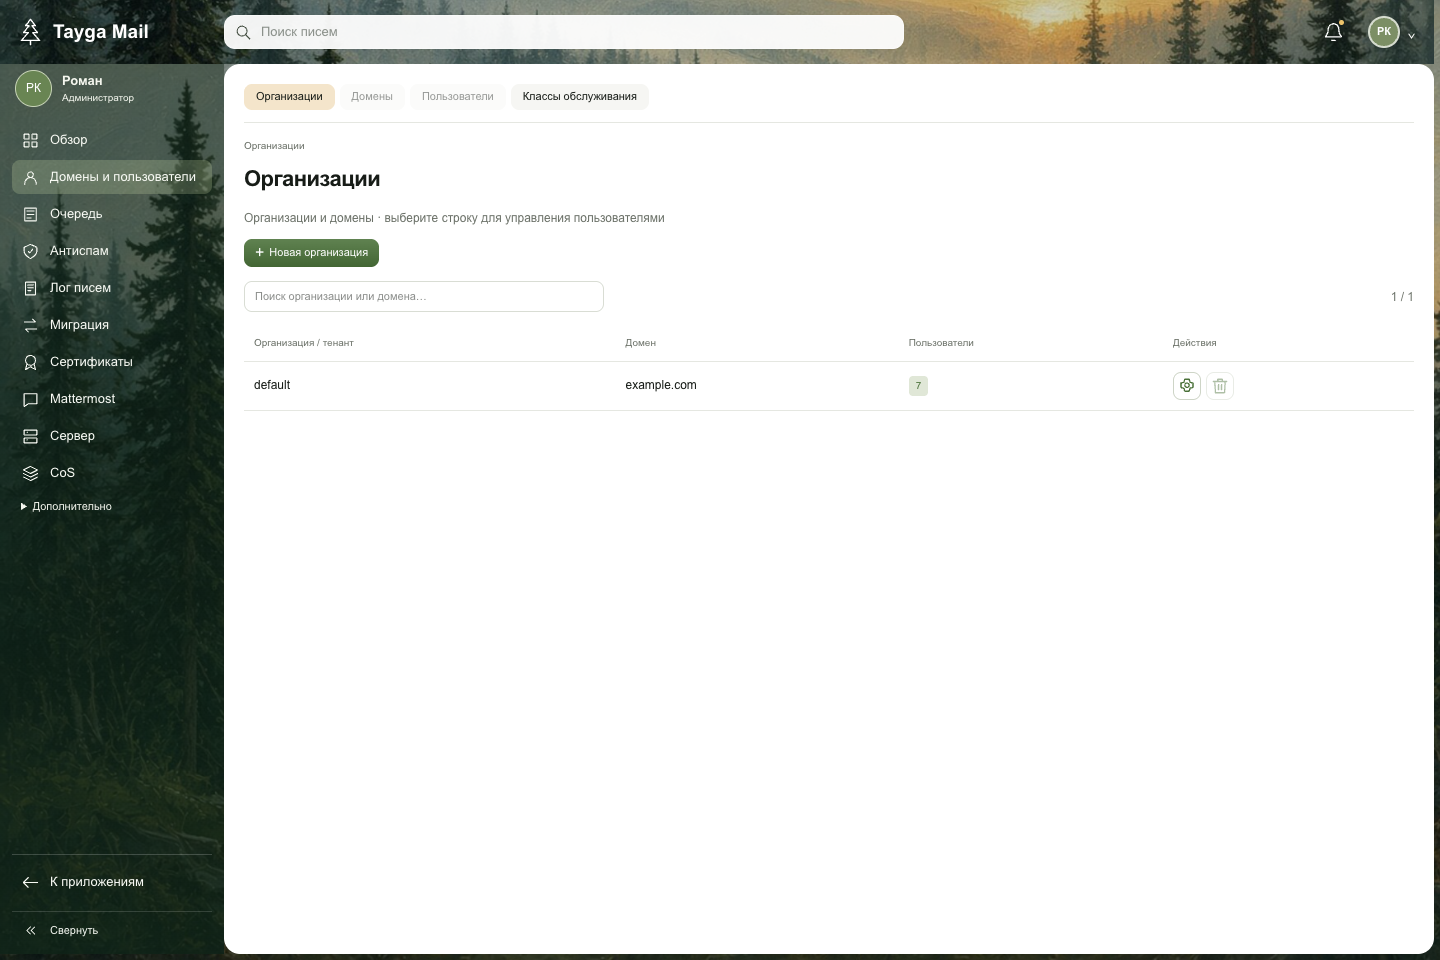 Tayga Mail
Поиск писем
РК
РК
Роман
Администратор
Обзор
Домены и пользователи
Очередь
Антиспам
Лог писем
Миграция
Сертификаты
Mattermost
Сервер
CoS
Дополнительно
К приложениям
Свернуть
Организации
Домены
Пользователи
Классы обслуживания
Организации
Организации
Организации и домены · выберите строку для управления пользователями
+ Новая организация
Поиск организации или домена…
1 / 1
Организация / тенант
Домен
Пользователи
Действия
default
example.com
7